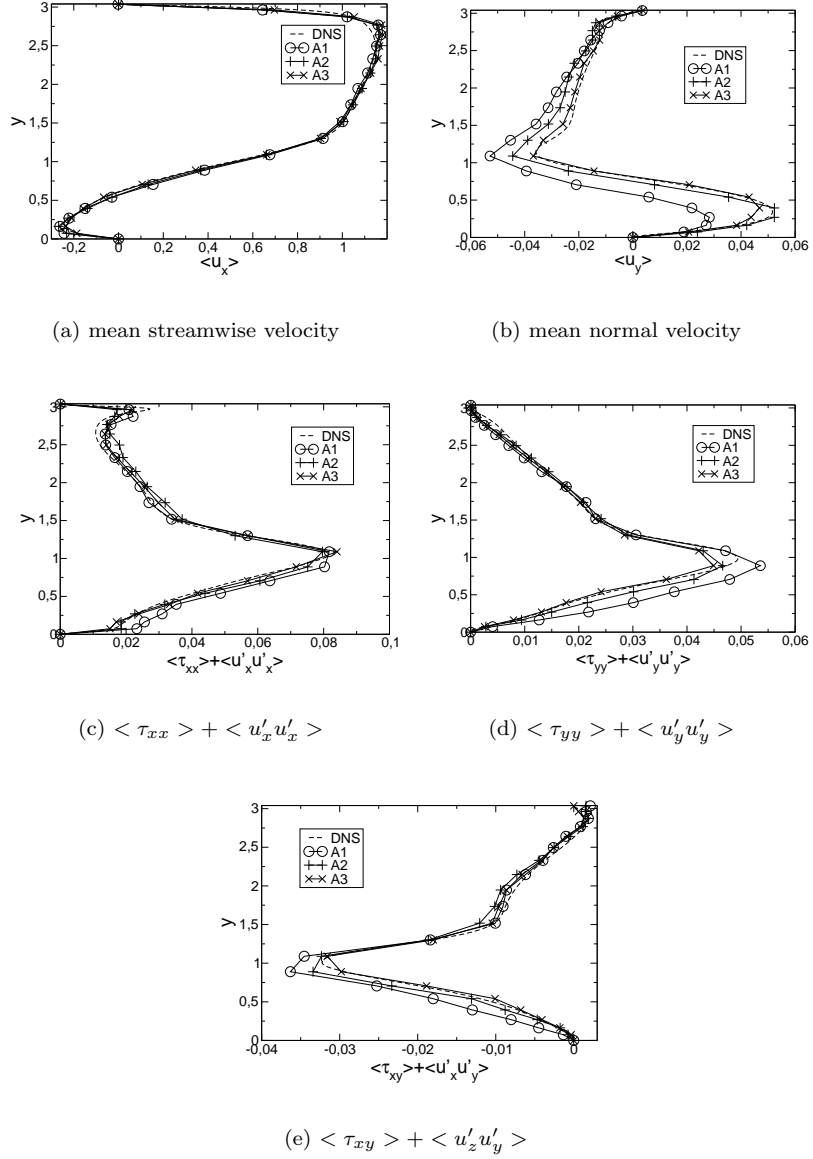 3
2,5
2
1,5
1
0,5
0
y
DNS
A1
A2
A3
-0,2 0 0,2 0,4 0,6 0,8 1
<u_x>
(a) mean streamwise velocity
3
2,5
2
1,5
1
0,5
0
y
DNS
A1
A2
A3
-0,06 -0,04 -0,02 0 0,02 0,04 0,06
<u_y>
(b) mean normal velocity
3
2,5
2
1,5
1
0,5
0
y
DNS
A1
A2
A3
0 0,02 0,04 0,06 0,08 0,1
<τ_xx>+<u'_x u'_x>
(c) < τ_xx > + < u′_x u′_x >
3
2,5
2
1,5
1
0,5
0
y
DNS
A1
A2
A3
0 0,01 0,02 0,03 0,04 0,05 0,06
<τ_yy>+<u'_y u'_y>
(d) < τ_yy > + < u′_y u′_y >
3
2,5
2
1,5
1
0,5
0
y
DNS
A1
A2
A3
-0,04 -0,03 -0,02 -0,01 0
<τ_xy>+<u'_x u'_y>
(e) < τ_xy > + < u′_z u′_y >